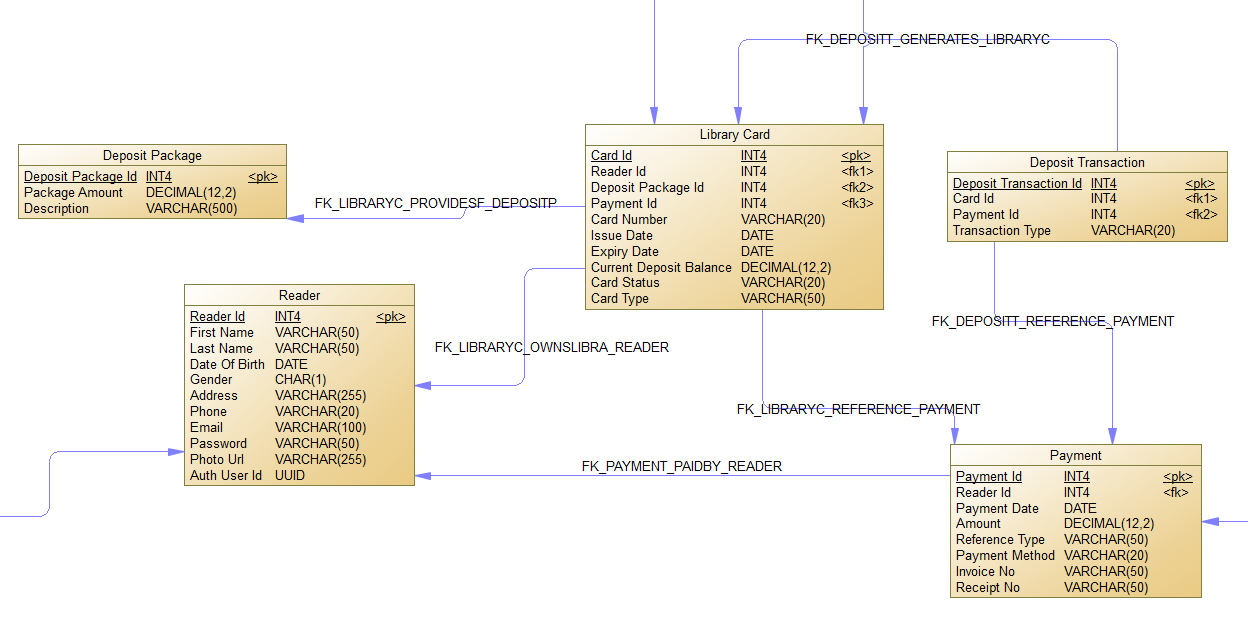 FK_DEPOSITT_GENERATES_LIBRARYC
Library Card
Card Id INT4 <pk>
Reader Id INT4 <fk1>
Deposit Package Id INT4 <fk2>
Payment Id INT4 <fk3>
Card Number VARCHAR(20)
Issue Date DATE
Expiry Date DATE
Current Deposit Balance DECIMAL(12,2)
Card Status VARCHAR(20)
Card Type VARCHAR(50)
Deposit Package
Deposit Package Id INT4 <pk>
Package Amount DECIMAL(12,2)
Description VARCHAR(500)
FK_LIBRARYC_PROVIDESF_DEPOSITP
Deposit Transaction
Deposit Transaction Id INT4 <pk>
Card Id INT4 <fk1>
Payment Id INT4 <fk2>
Transaction Type VARCHAR(20)
Reader
Reader Id INT4 <pk>
First Name VARCHAR(50)
Last Name VARCHAR(50)
Date Of Birth DATE
Gender CHAR(1)
Address VARCHAR(255)
Phone VARCHAR(20)
Email VARCHAR(100)
Password VARCHAR(50)
Photo Url VARCHAR(255)
Auth User Id UUID
FK_LIBRARYC_OWNSLIBRA_READER
FK_DEPOSITT_REFERENCE_PAYMENT
FK_LIBRARYC_REFERENCE_PAYMENT
FK_PAYMENT_PAIDBY_READER
Payment
Payment Id INT4 <pk>
Reader Id INT4 <fk>
Payment Date DATE
Amount DECIMAL(12,2)
Reference Type VARCHAR(50)
Payment Method VARCHAR(20)
Invoice No VARCHAR(50)
Receipt No VARCHAR(50)